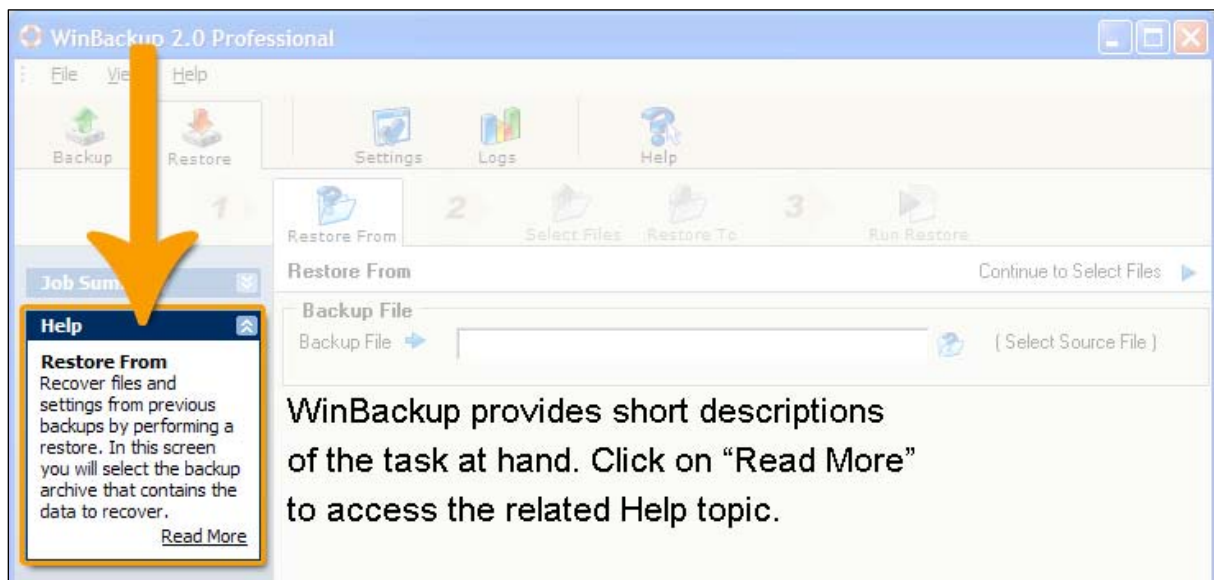 WinBackup 2.0 Professional
File View Help
Backup Restore Settings Logs Help
1 Restore From 2 Select Files Restore To 3 Run Restore
Job Sum
Restore From Continue to Select Files
Help
Restore From
Recover files and
settings from previous
backups by performing a
restore. In this screen
you will select the backup
archive that contains the
data to recover.
Read More
Backup File
Backup File ( Select Source File )
WinBackup provides short descriptions
of the task at hand. Click on “Read More”
to access the related Help topic.